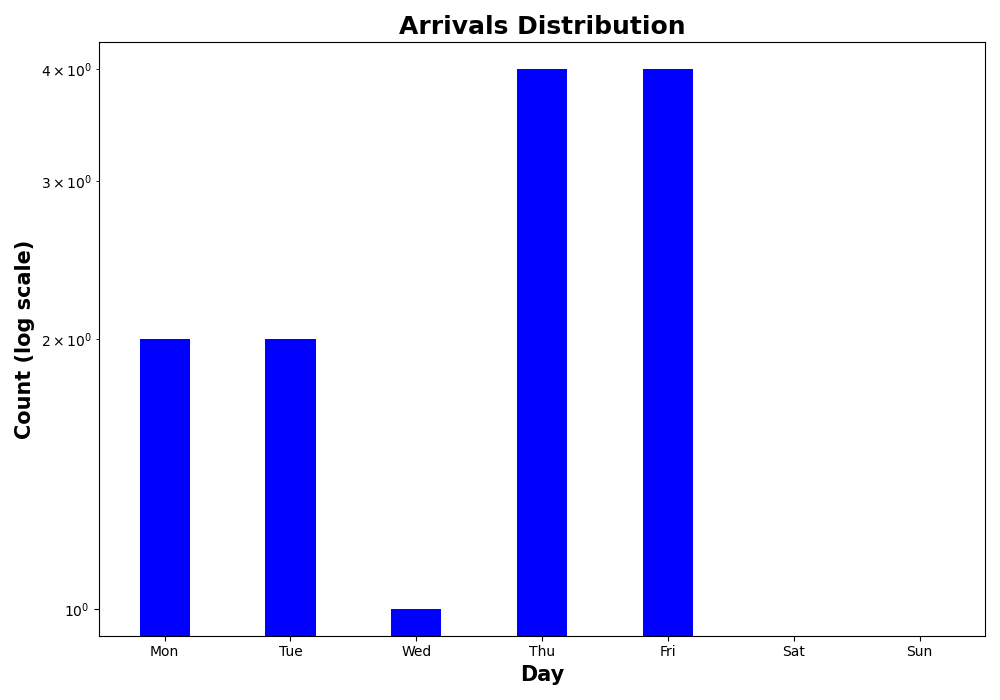 Arrivals Distribution
4 × 10⁰
3 × 10⁰
2 × 10⁰
10⁰
Count (log scale)
Mon Tue Wed Thu Fri Sat Sun
Day